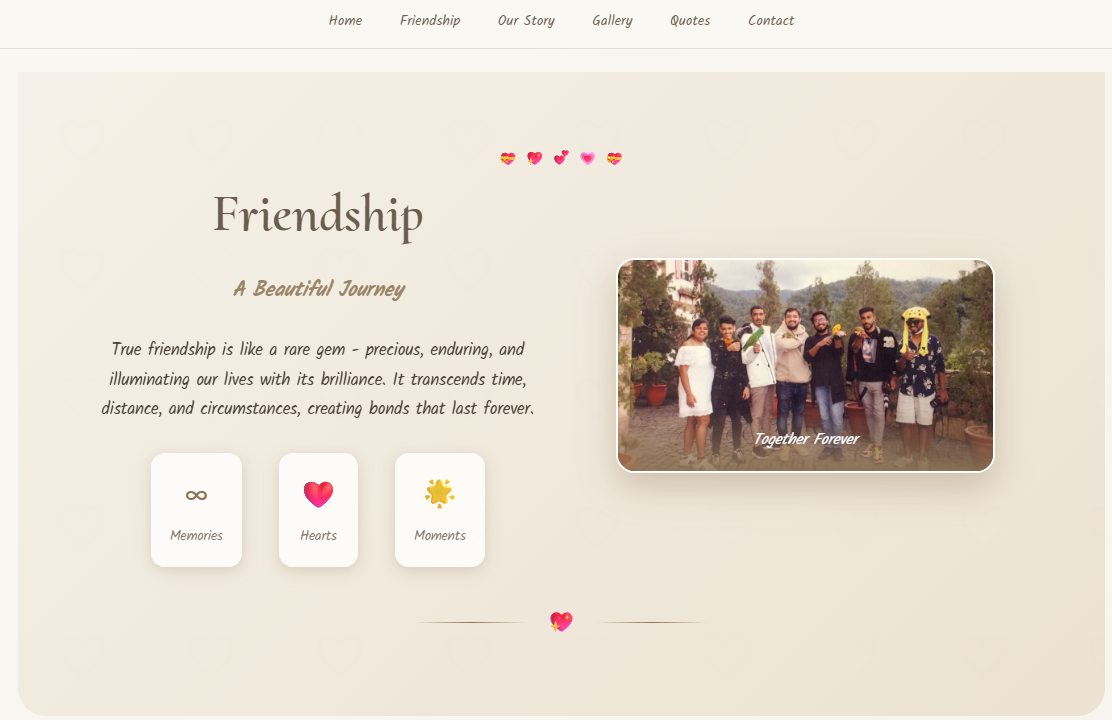 Home Friendship Our Story Gallery Quotes Contact
Friendship
A Beautiful Journey
True friendship is like a rare gem - precious, enduring, and
illuminating our lives with its brilliance. It transcends time,
distance, and circumstances, creating bonds that last forever.
∞
Memories
Hearts
Moments
Together Forever